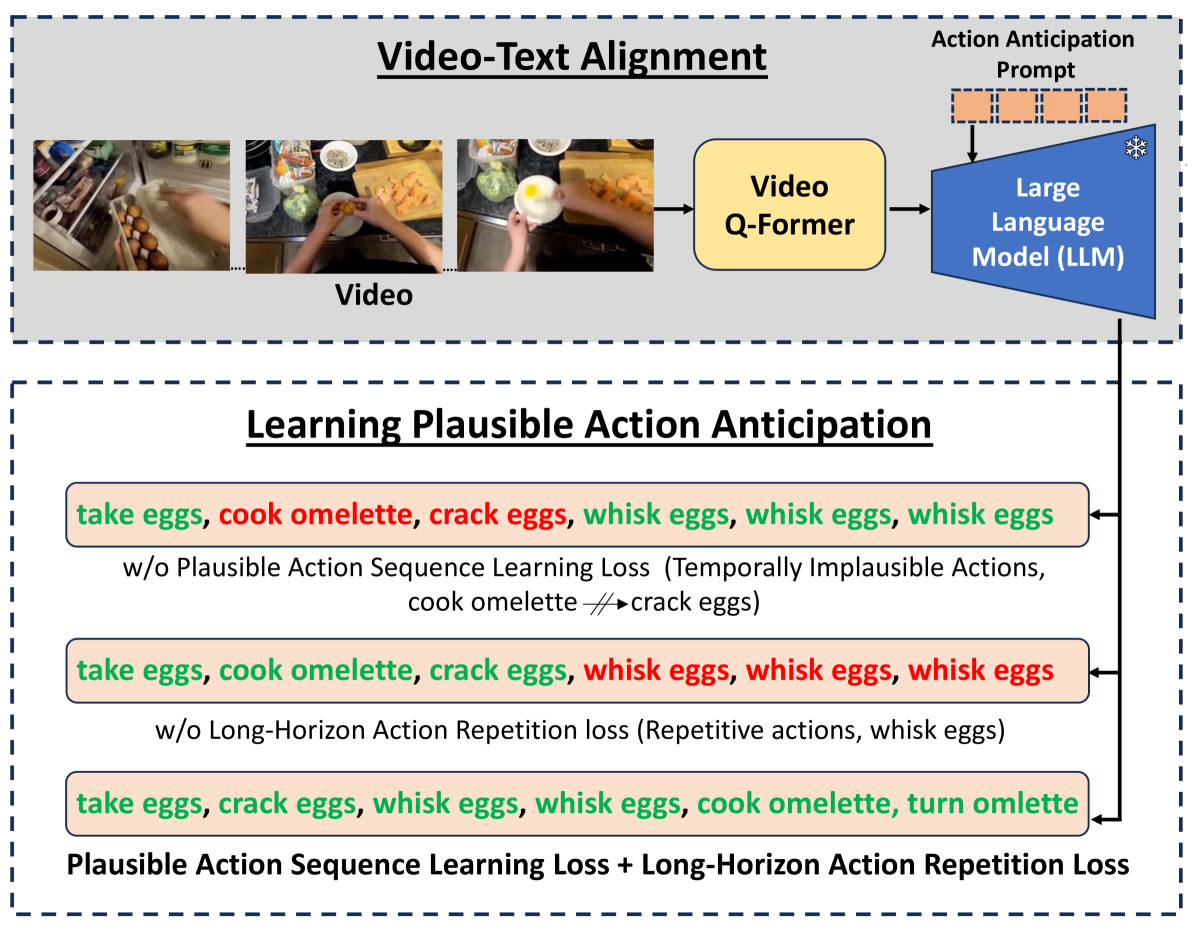 Video-Text Alignment
Action Anticipation
Prompt
Video
Q-Former
Large
Language
Model (LLM)
Video
Learning Plausible Action Anticipation
take eggs, cook omelette, crack eggs, whisk eggs, whisk eggs, whisk eggs
w/o Plausible Action Sequence Learning Loss (Temporally Implausible Actions,
cook omelette crack eggs)
take eggs, cook omelette, crack eggs, whisk eggs, whisk eggs, whisk eggs
w/o Long-Horizon Action Repetition loss (Repetitive actions, whisk eggs)
take eggs, crack eggs, whisk eggs, whisk eggs, cook omelette, turn omlette
Plausible Action Sequence Learning Loss + Long-Horizon Action Repetition Loss